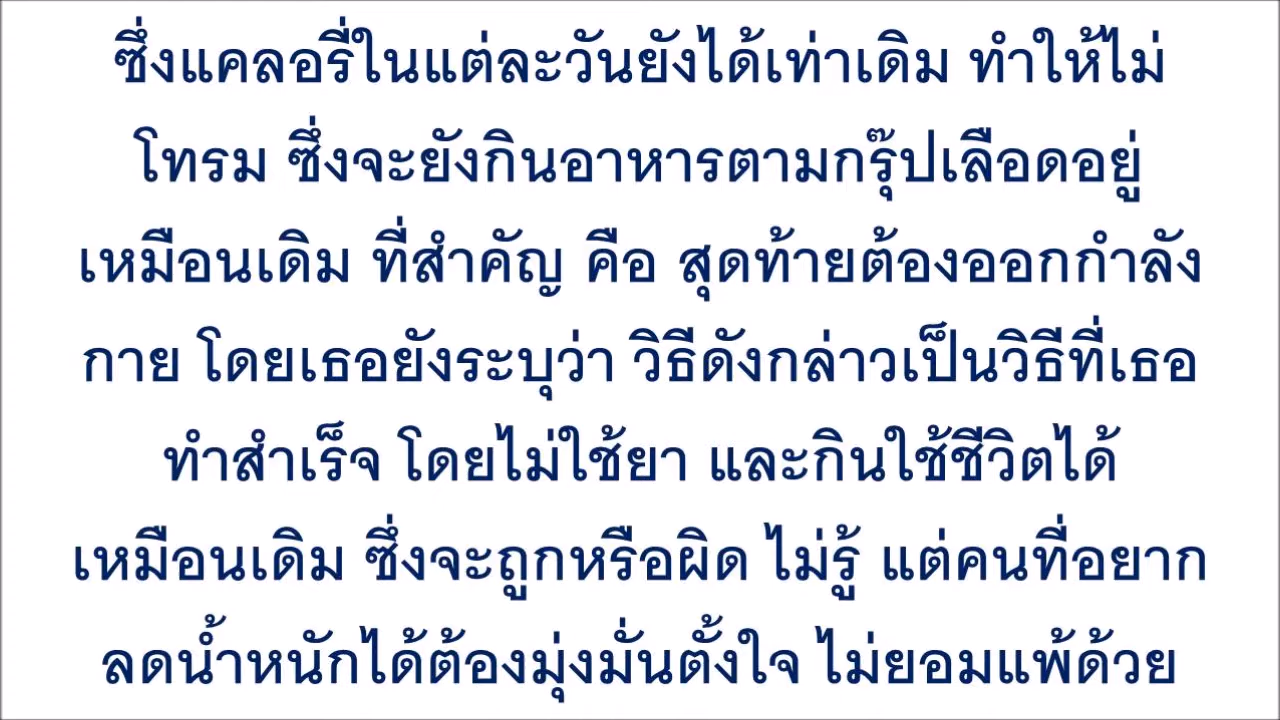 ซึ่งแคลอรี่ในแต่ละวันยังได้เท่าเดิม ทำให้ไม่
โทรม ซึ่งจะยังกินอาหารตามกรุ๊ปเลือดอยู่
เหมือนเดิม ที่สำคัญ คือ สุดท้ายต้องออกกำลัง
กาย โดยเธอยังระบุว่า วิธีดังกล่าวเป็นวิธีที่เธอ
ทำสำเร็จ โดยไม่ใช้ยา และกินใช้ชีวิตได้
เหมือนเดิม ซึ่งจะถูกหรือผิด ไม่รู้ แต่คนที่อยาก
ลดน้ำหนักได้ต้องมุ่งมั่นตั้งใจ ไม่ยอมแพ้ด้วย